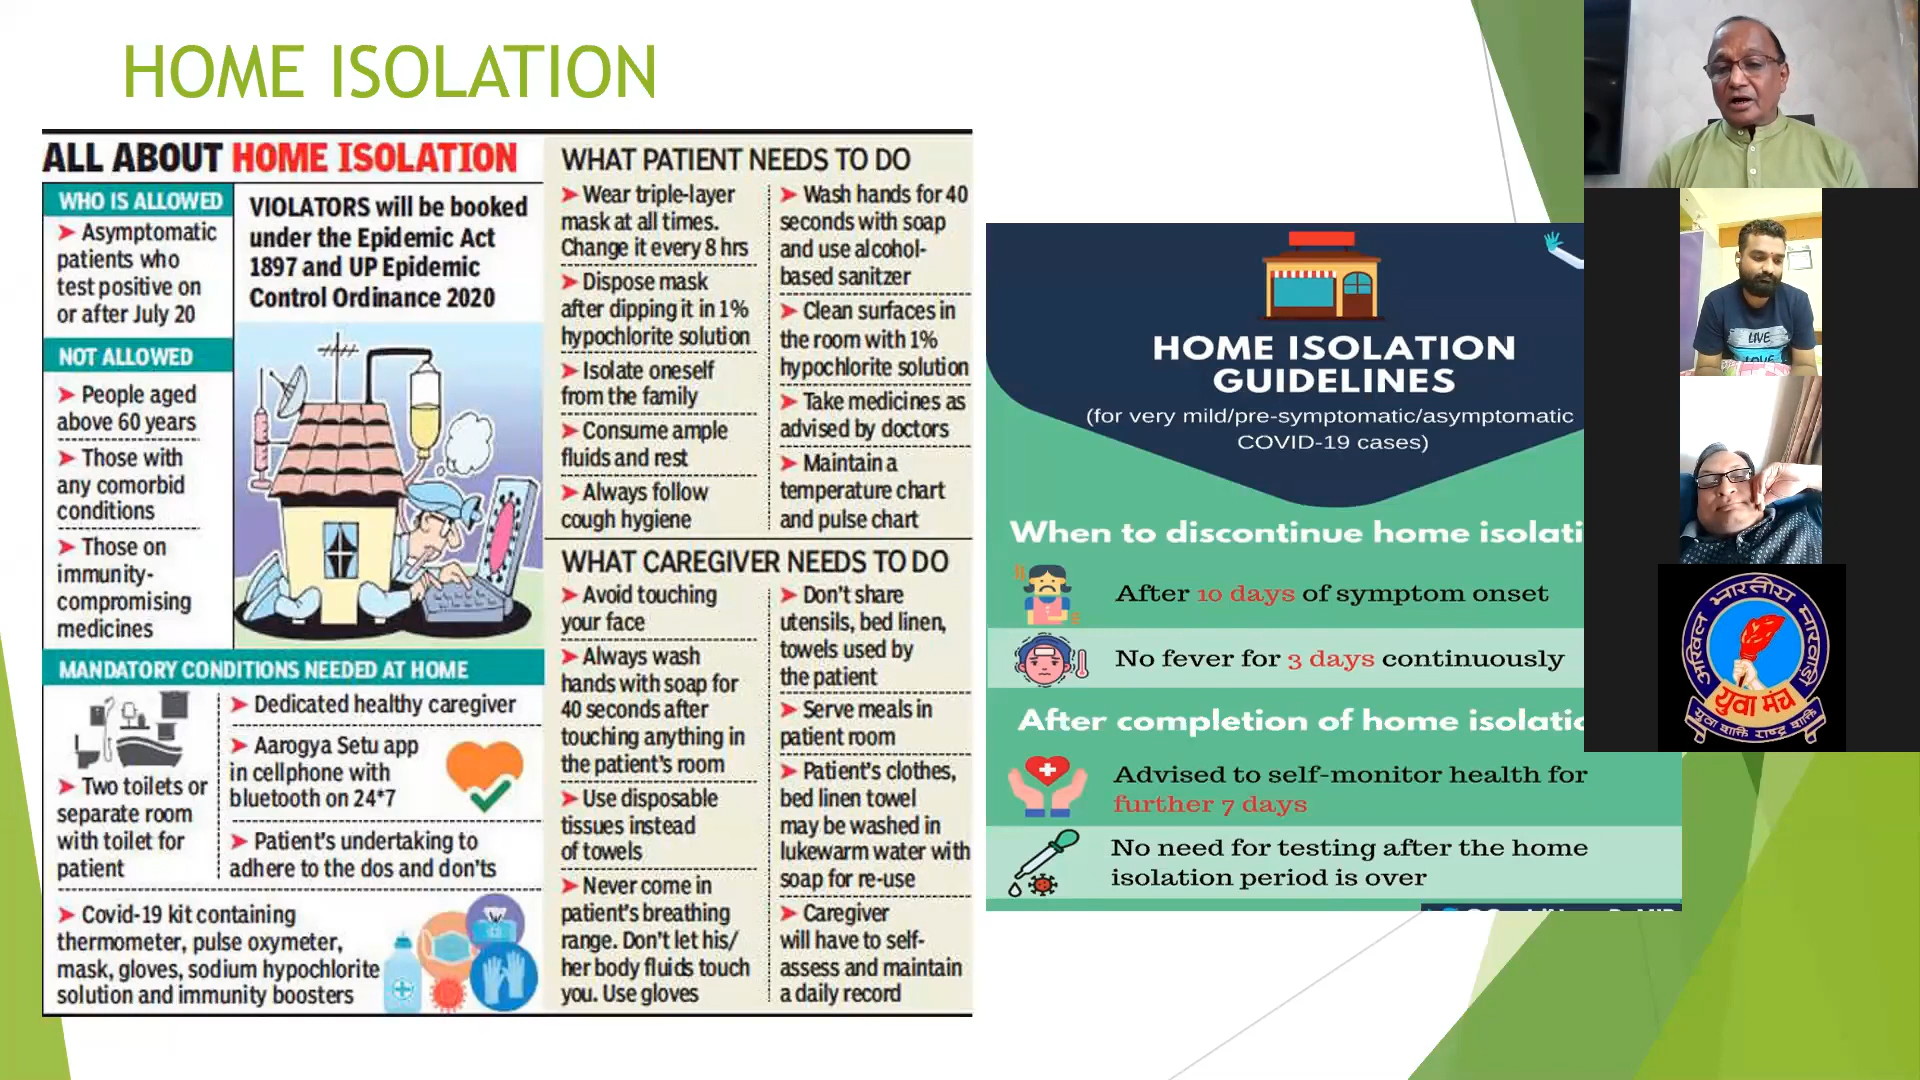 HOME ISOLATION
ALL ABOUT HOME ISOLATION
WHO IS ALLOWED
➤ Asymptomatic
patients who
test positive on
or after July 20
NOT ALLOWED
➤ People aged
above 60 years
➤ Those with
any comorbid
conditions
➤ Those on
immunity-
compromising
medicines
VIOLATORS will be booked
under the Epidemic Act
1897 and UP Epidemic
Control Ordinance 2020
MANDATORY CONDITIONS NEEDED AT HOME
➤ Two toilets or
separate room
with toilet for
patient
➤ Dedicated healthy caregiver
➤ Aarogya Setu app
in cellphone with
bluetooth on 24*7
➤ Patient's undertaking to
adhere to the dos and don'ts
➤ Covid-19 kit containing
thermometer, pulse oxymeter,
mask, gloves, sodium hypochlorite
solution and immunity boosters
WHAT PATIENT NEEDS TO DO
➤ Wear triple-layer
mask at all times.
Change it every 8 hrs
➤ Dispose mask
after dipping it in 1%
hypochlorite solution
➤ Isolate oneself
from the family
➤ Consume ample
fluids and rest
➤ Always follow
cough hygiene
➤ Wash hands for 40
seconds with soap
and use alcohol-
based sanitzer
➤ Clean surfaces in
the room with 1%
hypochlorite solution
➤ Take medicines as
advised by doctors
➤ Maintain a
temperature chart
and pulse chart
WHAT CAREGIVER NEEDS TO DO
➤ Avoid touching
your face
➤ Always wash
hands with soap for
40 seconds after
touching anything in
the patient's room
➤ Use disposable
tissues instead
of towels
➤ Never come in
patient's breathing
range. Don't let his/
her body fluids touch
you. Use gloves
➤ Don't share
utensils, bed linen,
towels used by
the patient
➤ Serve meals in
patient room
➤ Patient's clothes,
bed linen towel
may be washed in
lukewarm water with
soap for re-use
➤ Caregiver
will have to self-
assess and maintain
a daily record
HOME ISOLATION
GUIDELINES
(for very mild/pre-symptomatic/asymptomatic
COVID-19 cases)
When to discontinue home isolati
After 10 days of symptom onset
No fever for 3 days continuously
After completion of home isolatio
Advised to self-monitor health for
further 7 days
No need for testing after the home
isolation period is over
LIVE
LOVE
अखिल भारतीय मारवाड़ी
युवा मंच
युवा शक्ति राष्ट्र शक्ति